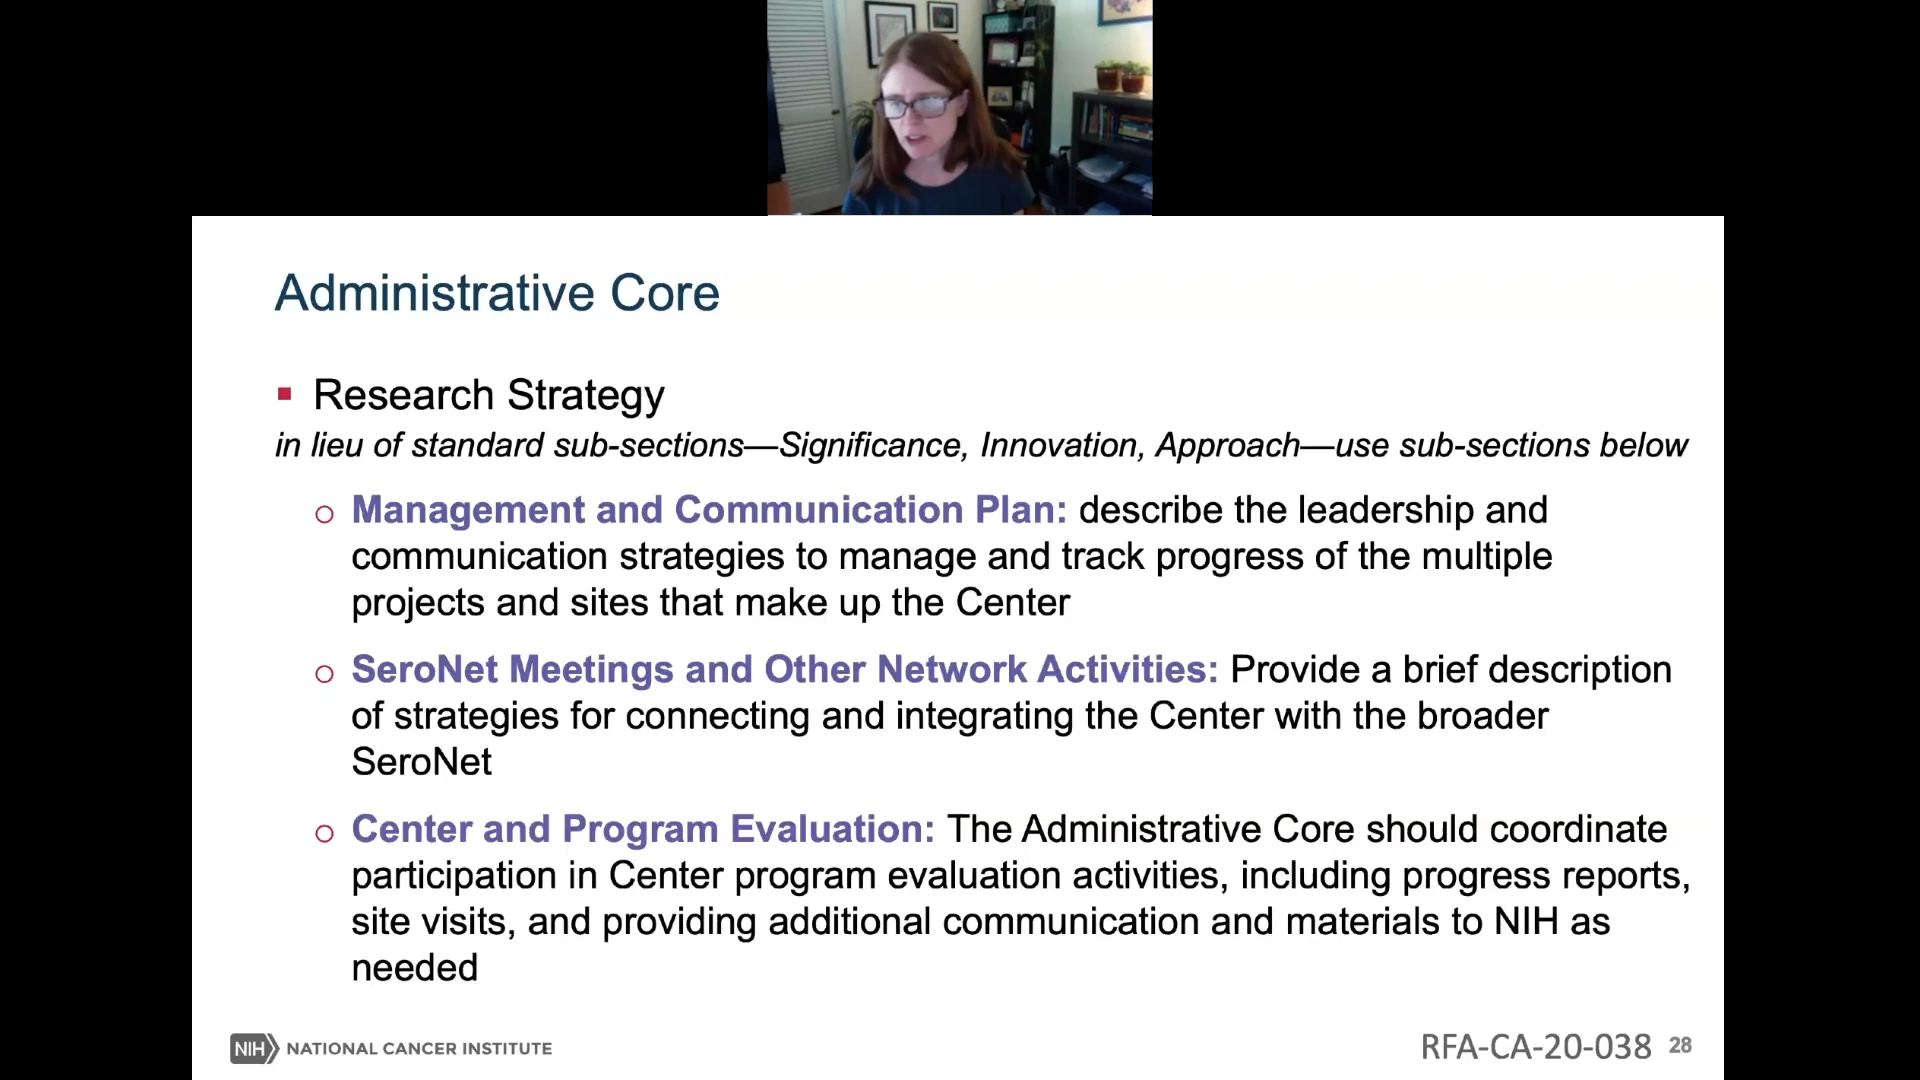 Administrative Core
▪ Research Strategy
in lieu of standard sub-sections—Significance, Innovation, Approach—use sub-sections below
o Management and Communication Plan: describe the leadership and
communication strategies to manage and track progress of the multiple
projects and sites that make up the Center
o SeroNet Meetings and Other Network Activities: Provide a brief description
of strategies for connecting and integrating the Center with the broader
SeroNet
o Center and Program Evaluation: The Administrative Core should coordinate
participation in Center program evaluation activities, including progress reports,
site visits, and providing additional communication and materials to NIH as
needed
NIH NATIONAL CANCER INSTITUTE
RFA-CA-20-038 28